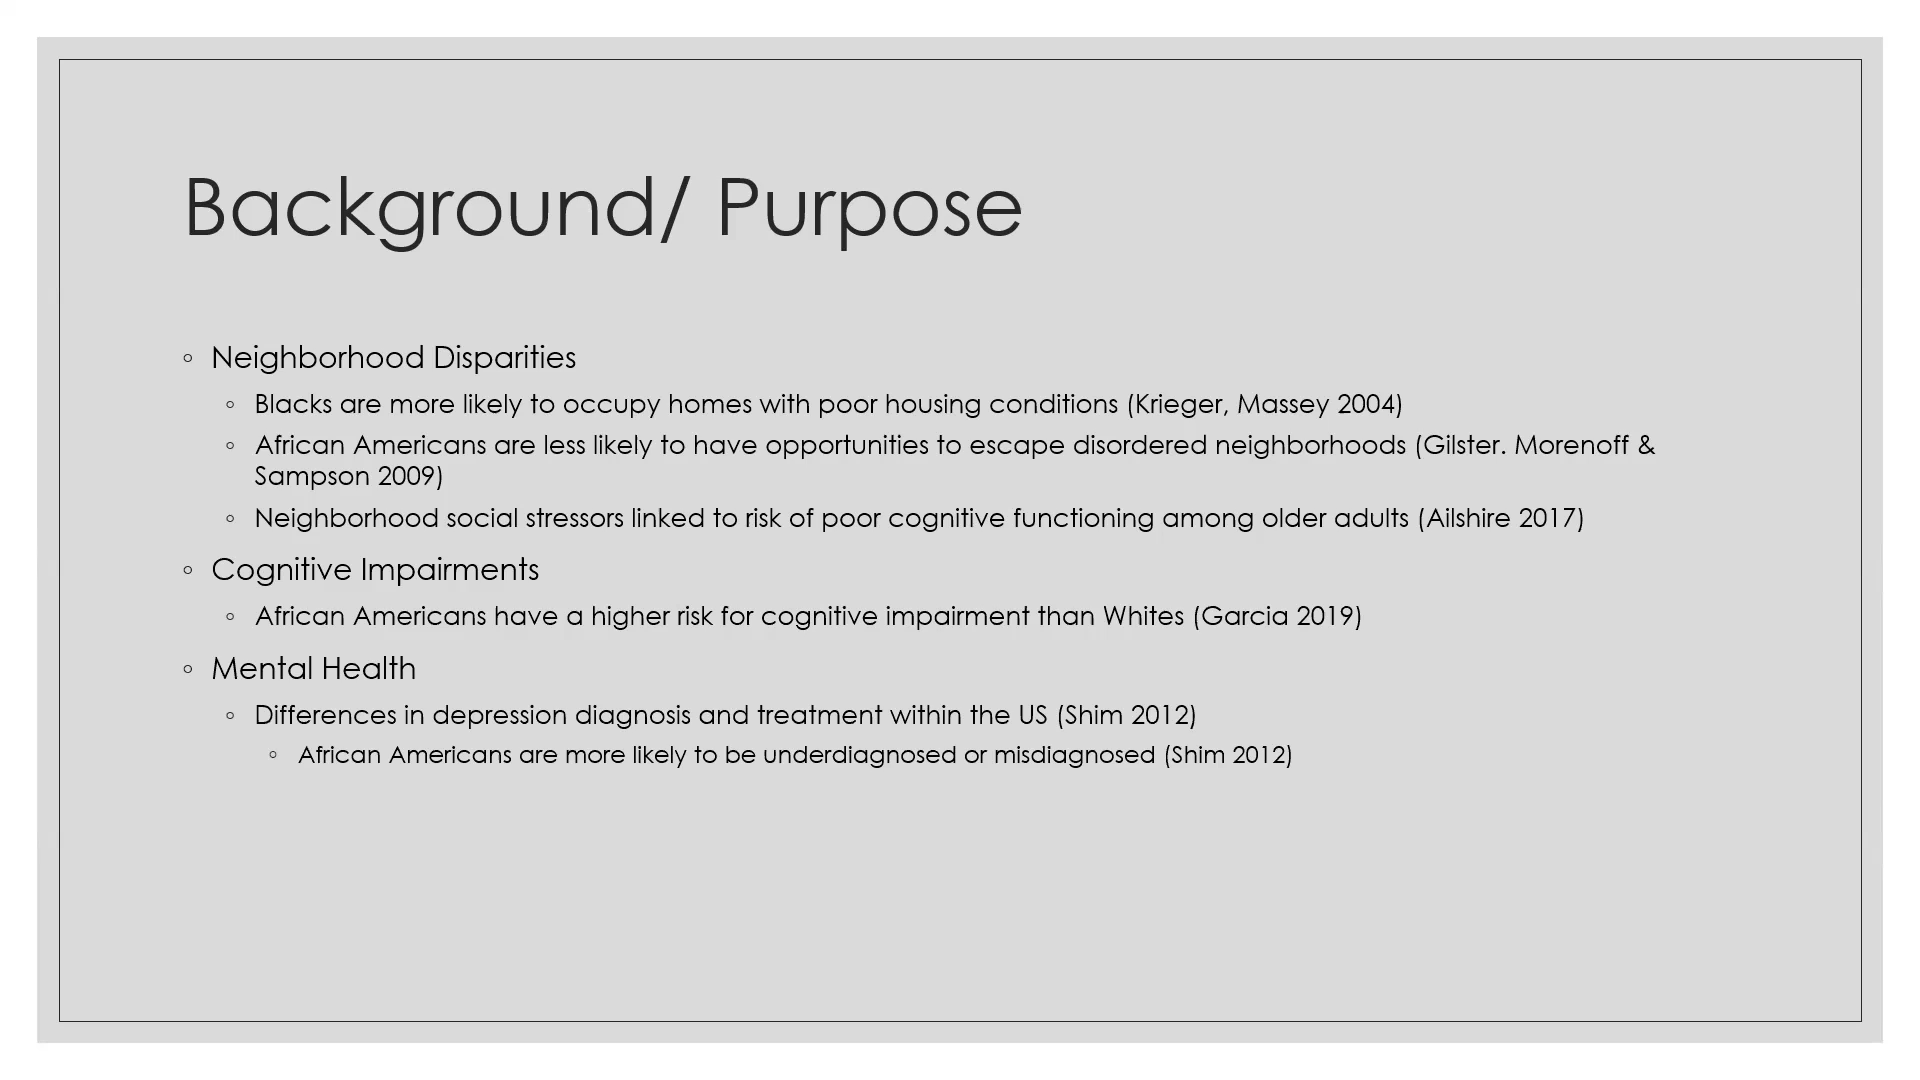 Background/ Purpose
◦ Neighborhood Disparities
◦ Blacks are more likely to occupy homes with poor housing conditions (Krieger, Massey 2004)
◦ African Americans are less likely to have opportunities to escape disordered neighborhoods (Gilster. Morenoff &
Sampson 2009)
◦ Neighborhood social stressors linked to risk of poor cognitive functioning among older adults (Ailshire 2017)
◦ Cognitive Impairments
◦ African Americans have a higher risk for cognitive impairment than Whites (Garcia 2019)
◦ Mental Health
◦ Differences in depression diagnosis and treatment within the US (Shim 2012)
◦ African Americans are more likely to be underdiagnosed or misdiagnosed (Shim 2012)